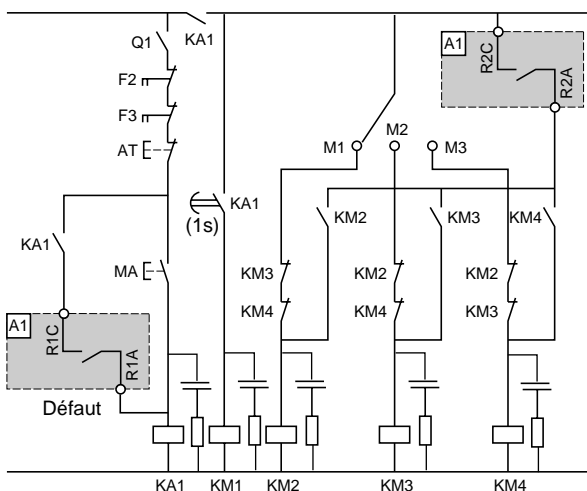 Q1
KA1
A1
R2C
R2A
F2
F3
AT
M1
M2
M3
KA1
(1s)
KM2
KM3
KM4
KA1
MA
KM3
KM2
KM2
KM4
KM4
KM3
A1
R1C
R1A
Défaut
KA1
KM1
KM2
KM3
KM4